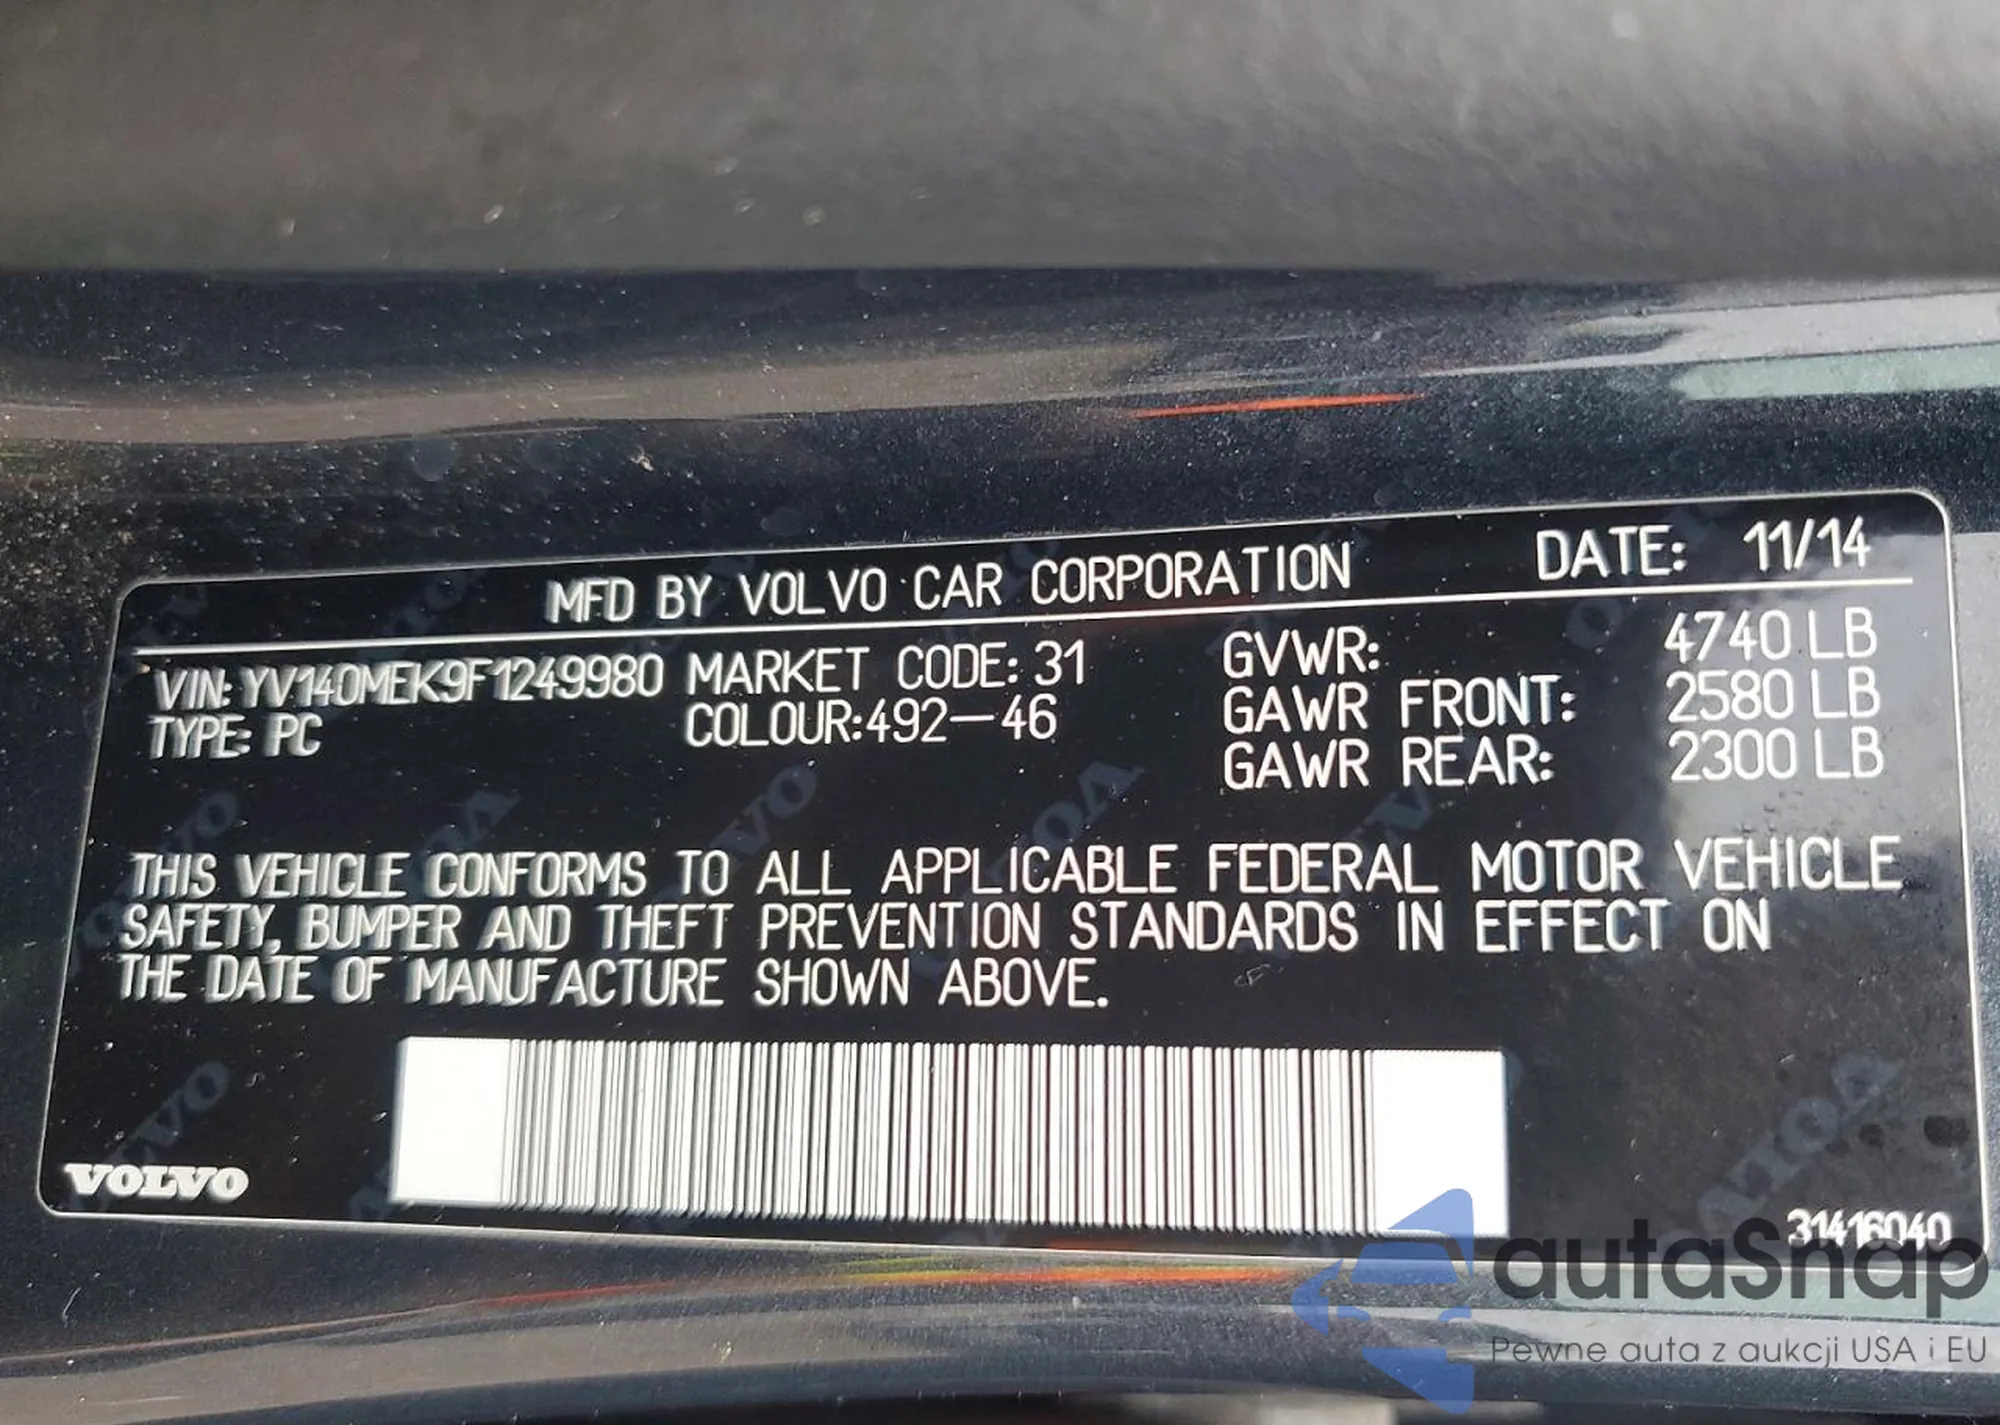 MFD BY VOLVO CAR CORPORATION DATE: 11/14
VIN: YV140MEK9F1249980 MARKET CODE: 31 GVWR: 4740 LB
TYPE: PC COLOUR:492-46 GAWR FRONT: 2580 LB
GAWR REAR: 2300 LB
THIS VEHICLE CONFORMS TO ALL APPLICABLE FEDERAL MOTOR VEHICLE
SAFETY, BUMPER AND THEFT PREVENTION STANDARDS IN EFFECT ON
THE DATE OF MANUFACTURE SHOWN ABOVE.
VOLVO
31416040
autaSnap
Pewne auta z aukcji USA i EU